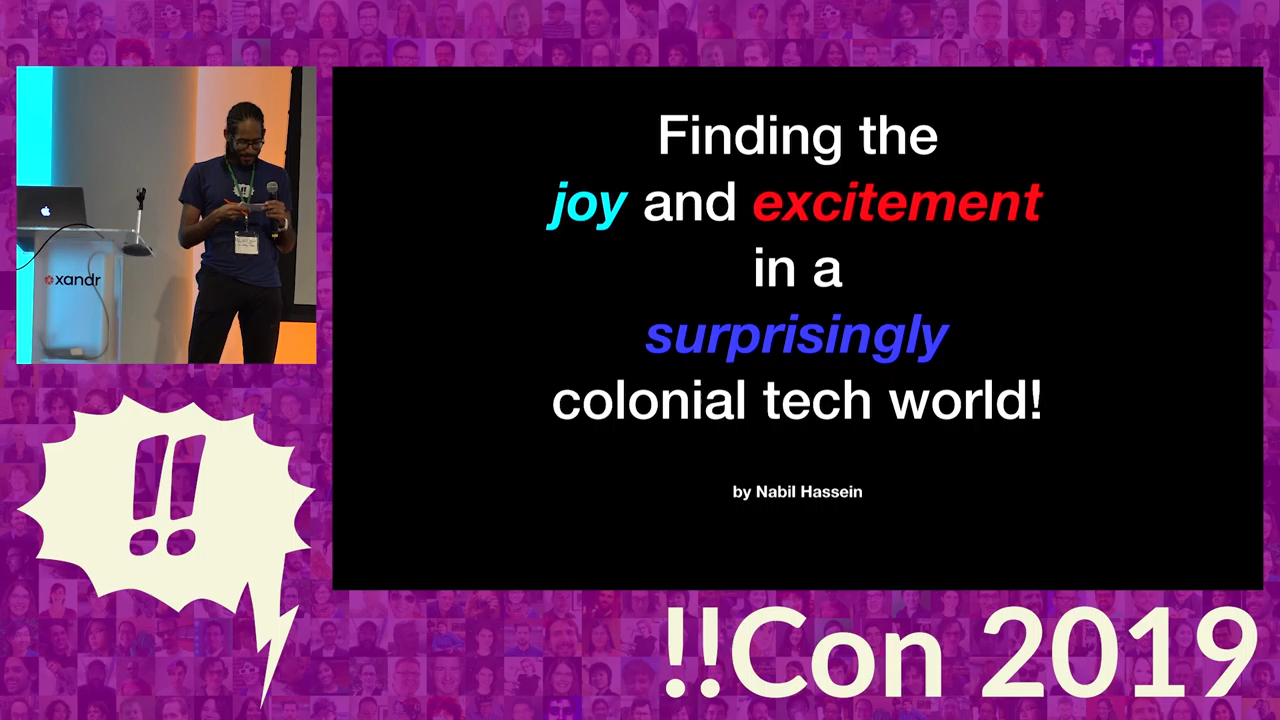 Finding the
joy and excitement
in a
surprisingly
colonial tech world!
by Nabil Hassein
xandr
!!
!!
!!Con 2019